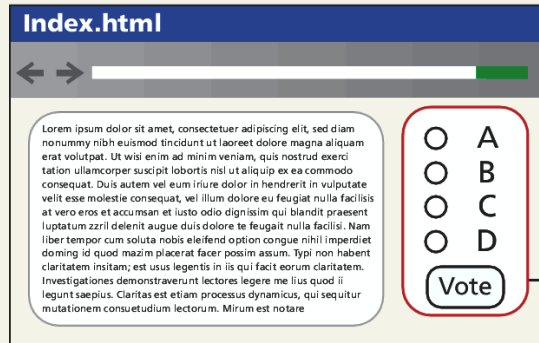 Index.html
Lorem ipsum dolor sit amet, consectetuer adipiscing elit, sed diam
nonummy nibh euismod tincidunt ut laoreet dolore magna aliquam
erat volutpat. Ut wisi enim ad minim veniam, quis nostrud exerci
tation ullamcorper suscipit lobortis nisl ut aliquip ex ea commodo
consequat. Duis autem vel eum iriure dolor in hendrerit in vulputate
velit esse molestie consequat, vel illum dolore eu feugiat nulla facilisis
at vero eros et accumsan et iusto odio dignissim qui blandit praesent
luptatum zzril delenit augue duis dolore te feugait nulla facilisi. Nam
liber tempor cum soluta nobis eleifend option congue nihil imperdiet
doming id quod mazim placerat facer possim assum. Typi non habent
claritatem insitam; est usus legentis in iis qui facit eorum claritatem.
Investigationes demonstraverunt lectores legere me lius quod ii
legunt saepius. Claritas est etiam processus dynamicus, qui sequitur
mutationem consuetudium lectorum. Mirum est notare
A
B
C
D
Vote